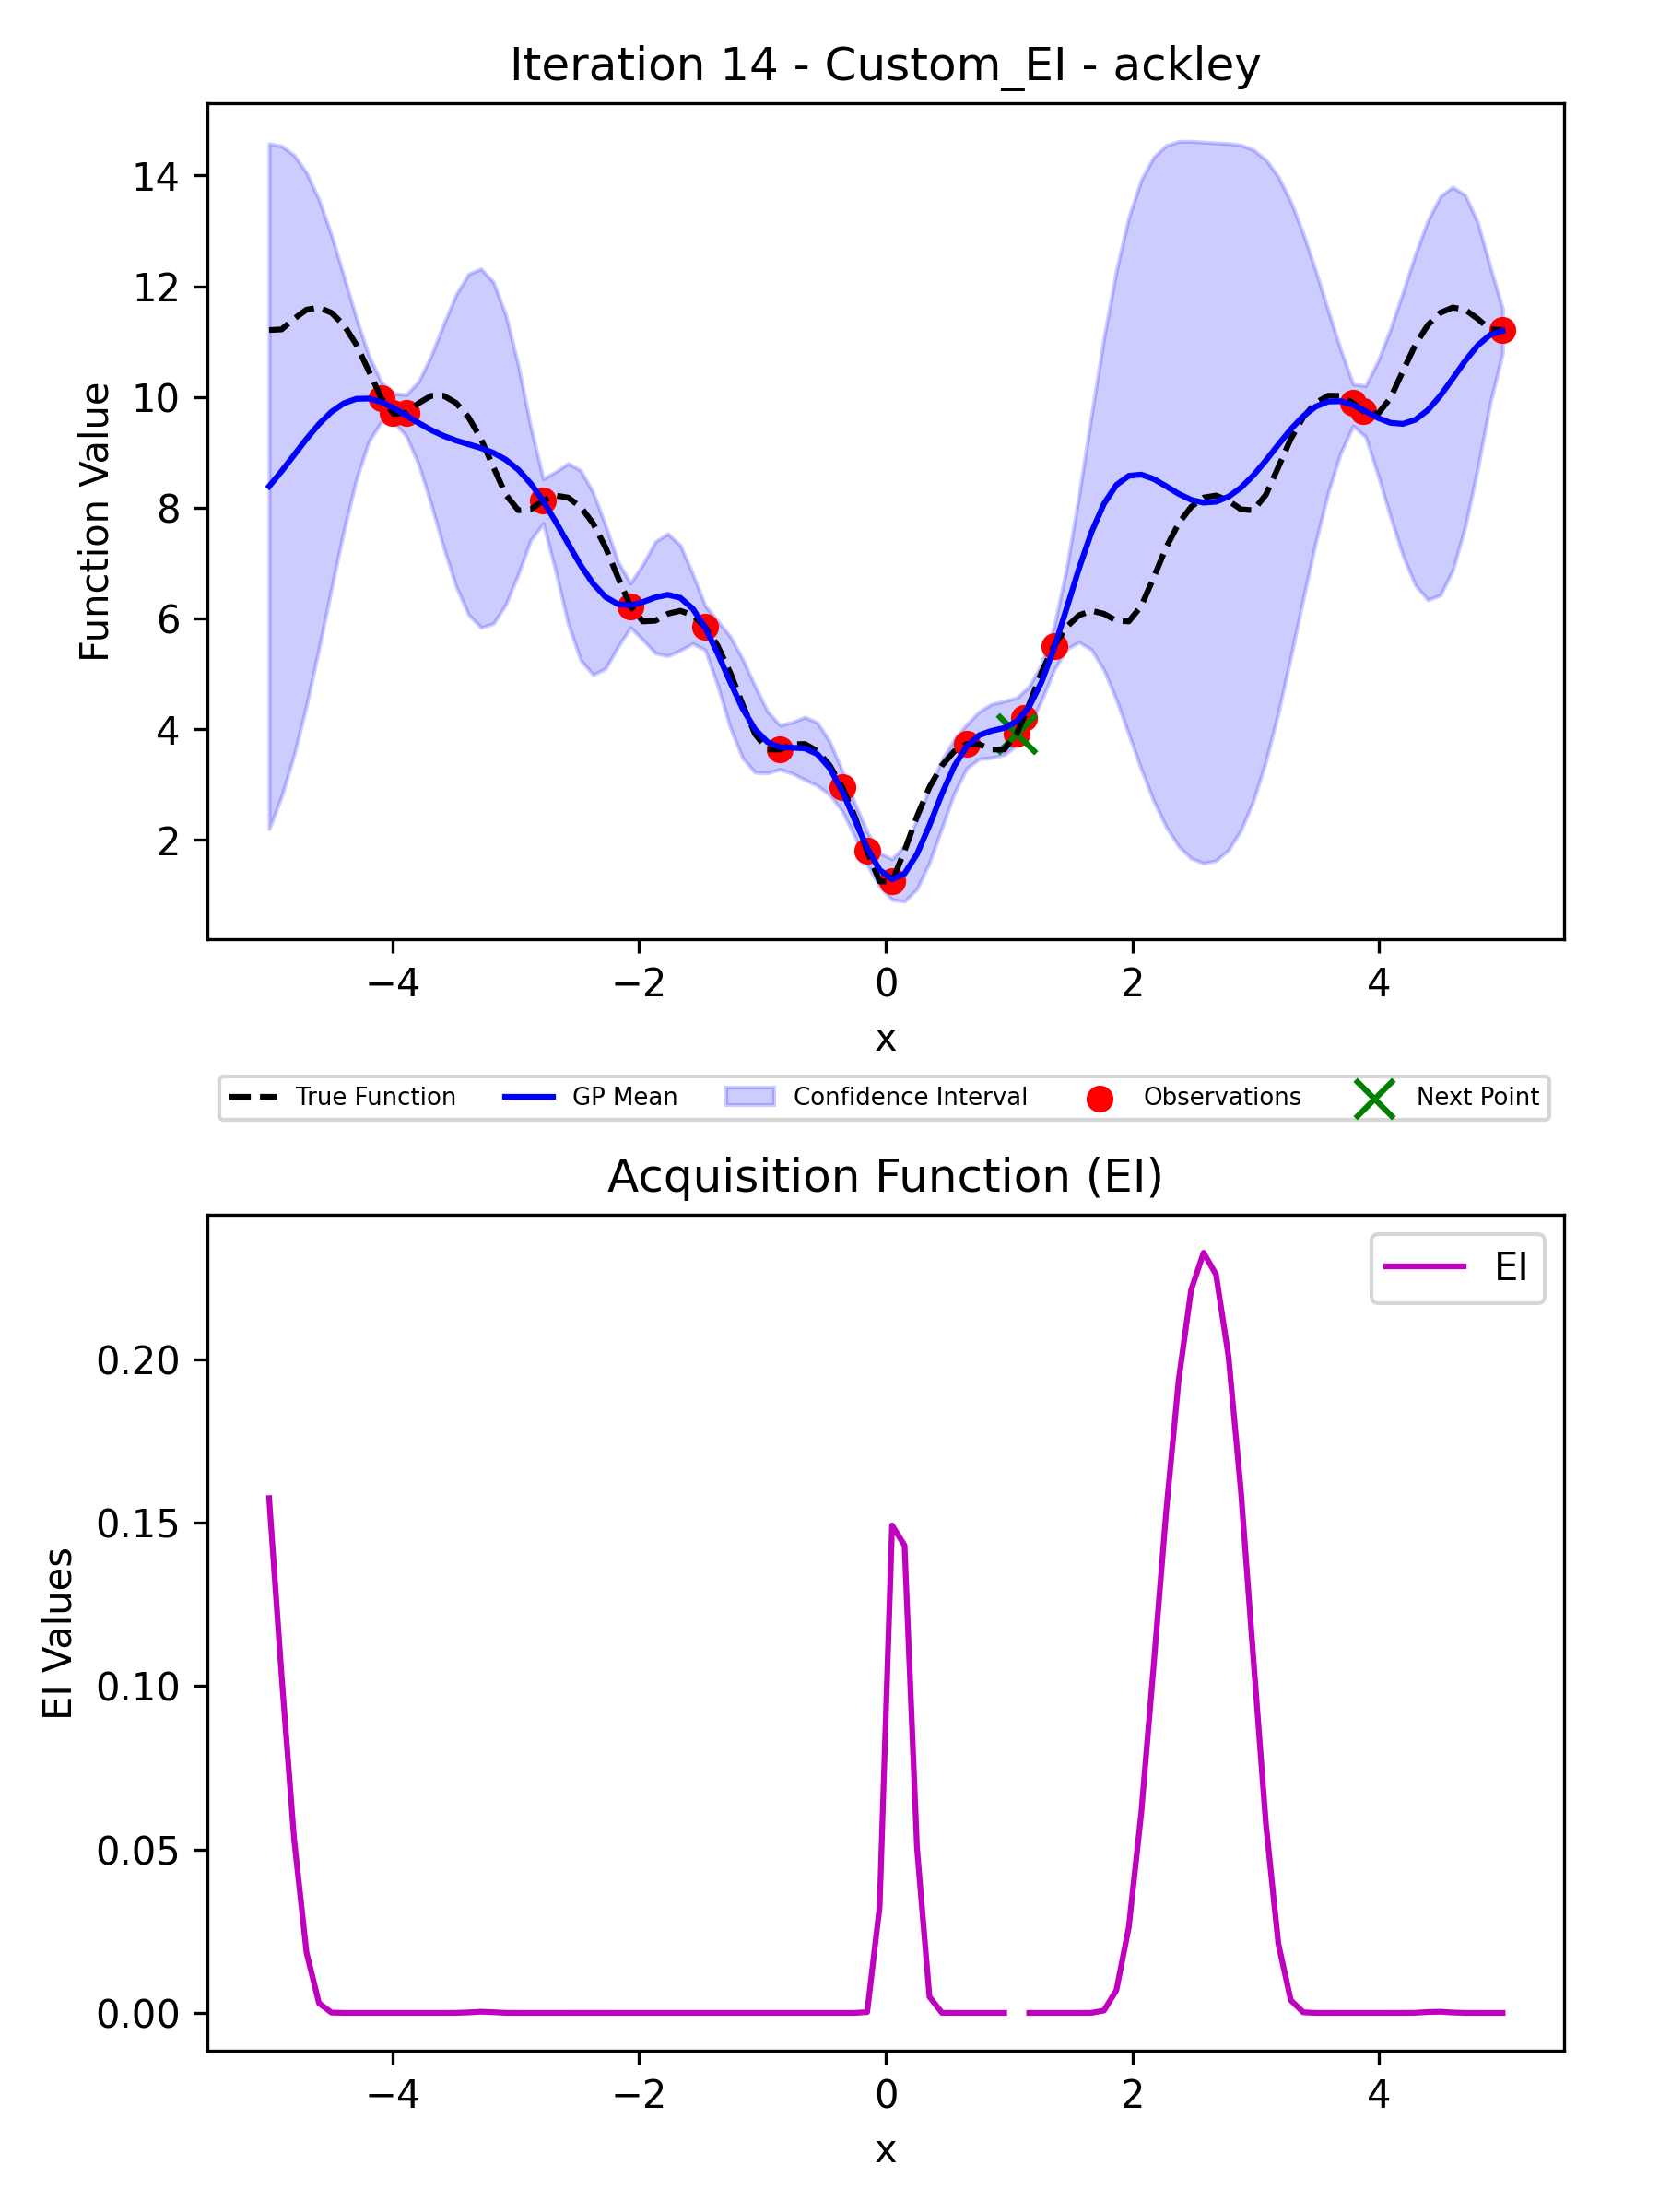 Iteration 14 - Custom_EI - ackley
Function Value
14
12
10
8
6
4
2
−4
−2
0
2
4
x
True Function
GP Mean
Confidence Interval
Observations
Next Point
Acquisition Function (EI)
EI
EI Values
0.20
0.15
0.10
0.05
0.00
−4
−2
0
2
4
x